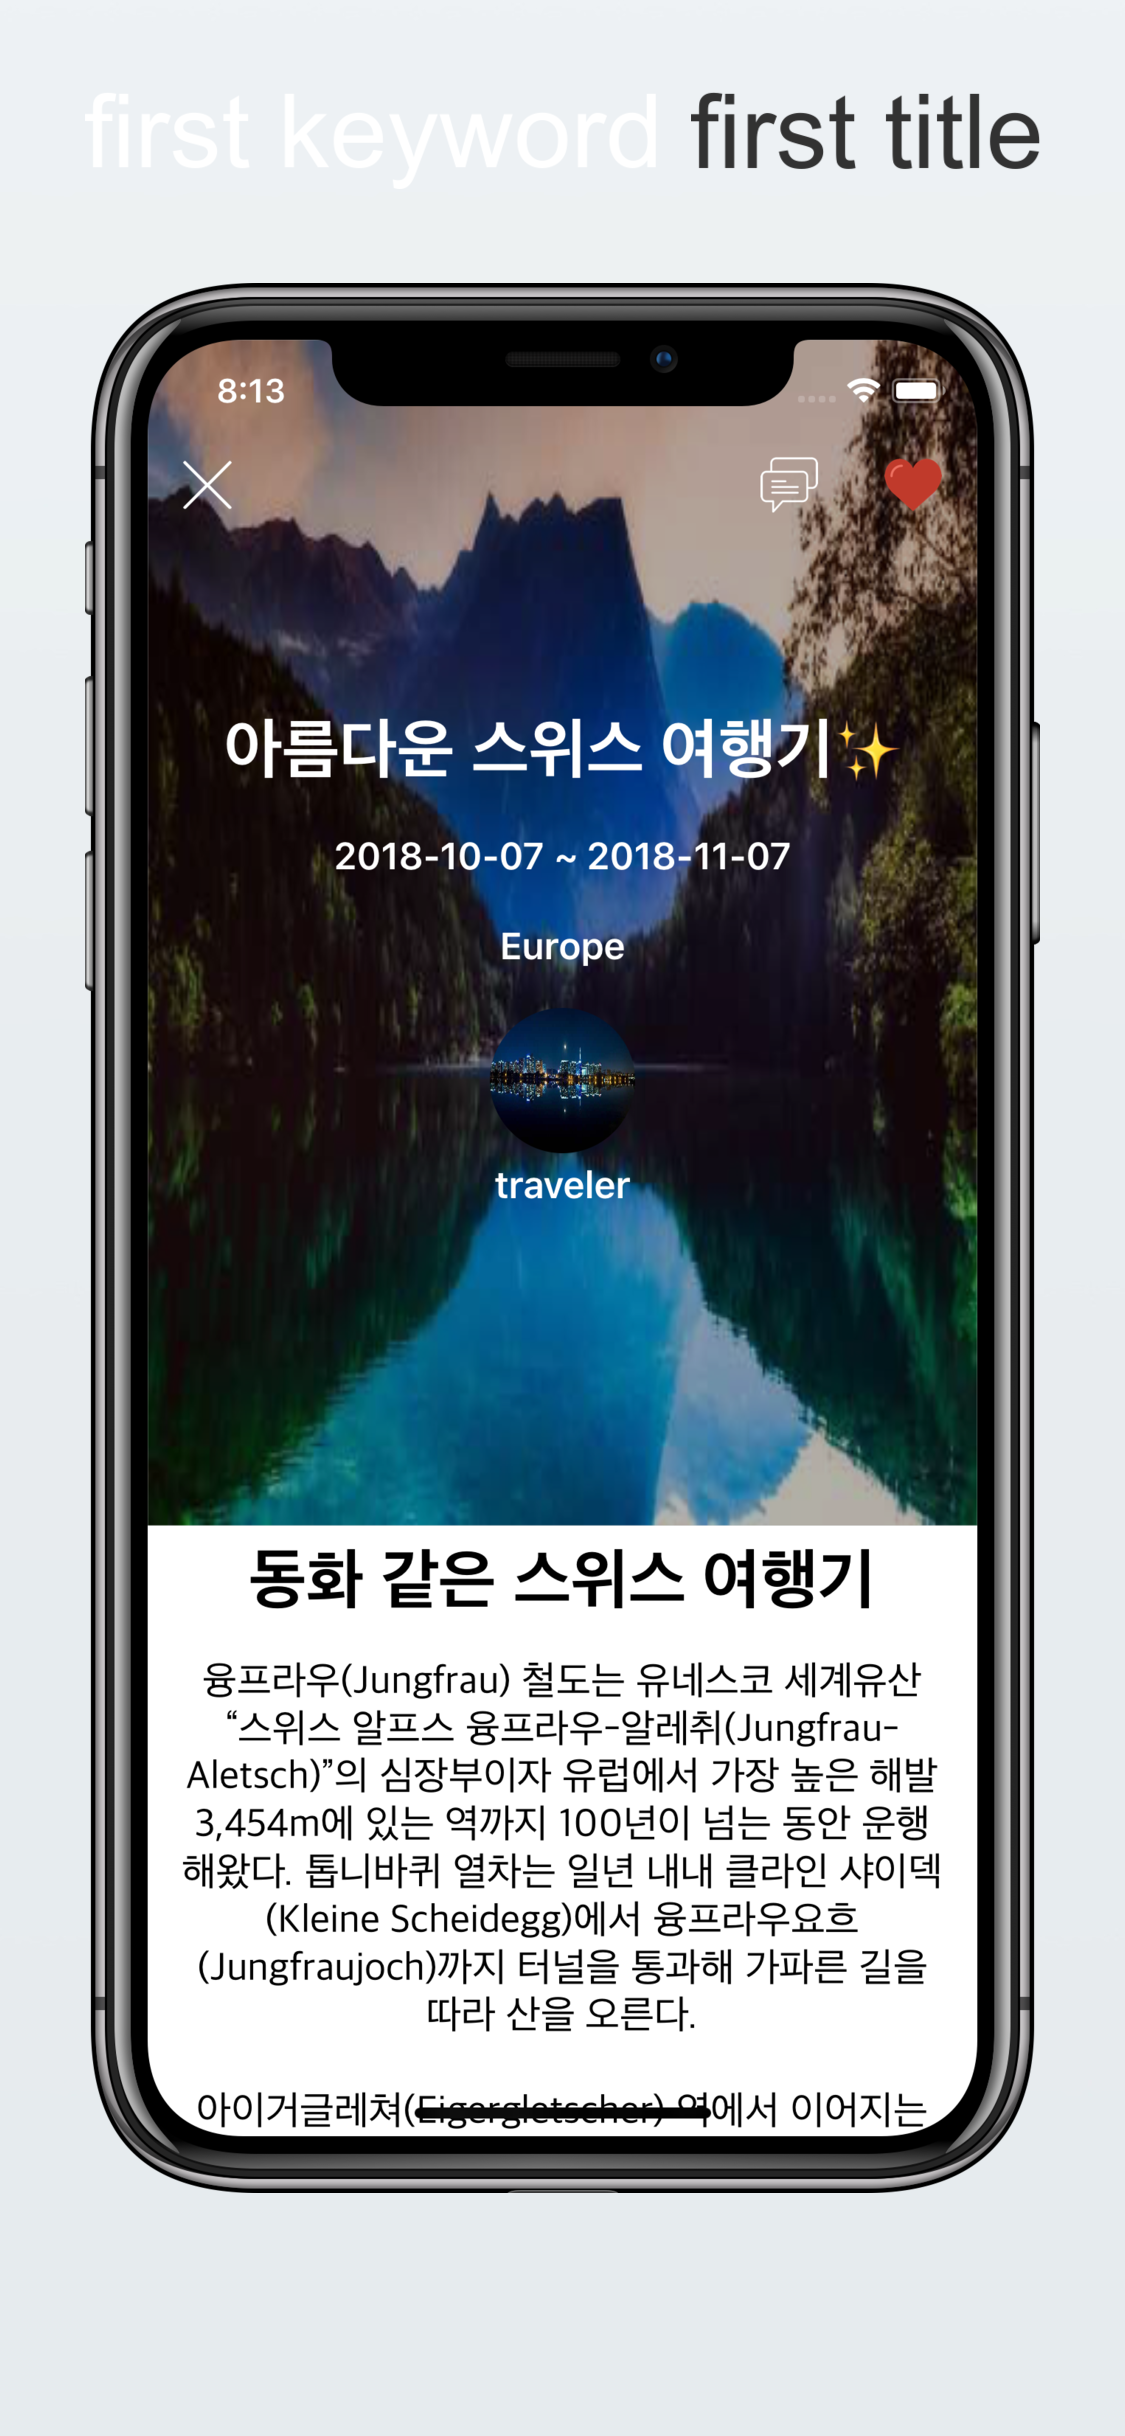 first keyword first title
8:13
아름다운 스위스 여행기✨
2018-10-07 ~ 2018-11-07
Europe
traveler
동화 같은 스위스 여행기
융프라우(Jungfrau) 철도는 유네스코 세계유산
“스위스 알프스 융프라우-알레취(Jungfrau-
Aletsch)”의 심장부이자 유럽에서 가장 높은 해발
3,454m에 있는 역까지 100년이 넘는 동안 운행
해왔다. 톱니바퀴 열차는 일년 내내 클라인 샤이덱
(Kleine Scheidegg)에서 융프라우요흐
(Jungfraujoch)까지 터널을 통과해 가파른 길을
따라 산을 오른다.
아이거글레쳐(Eigergletscher) 역에서 이어지는